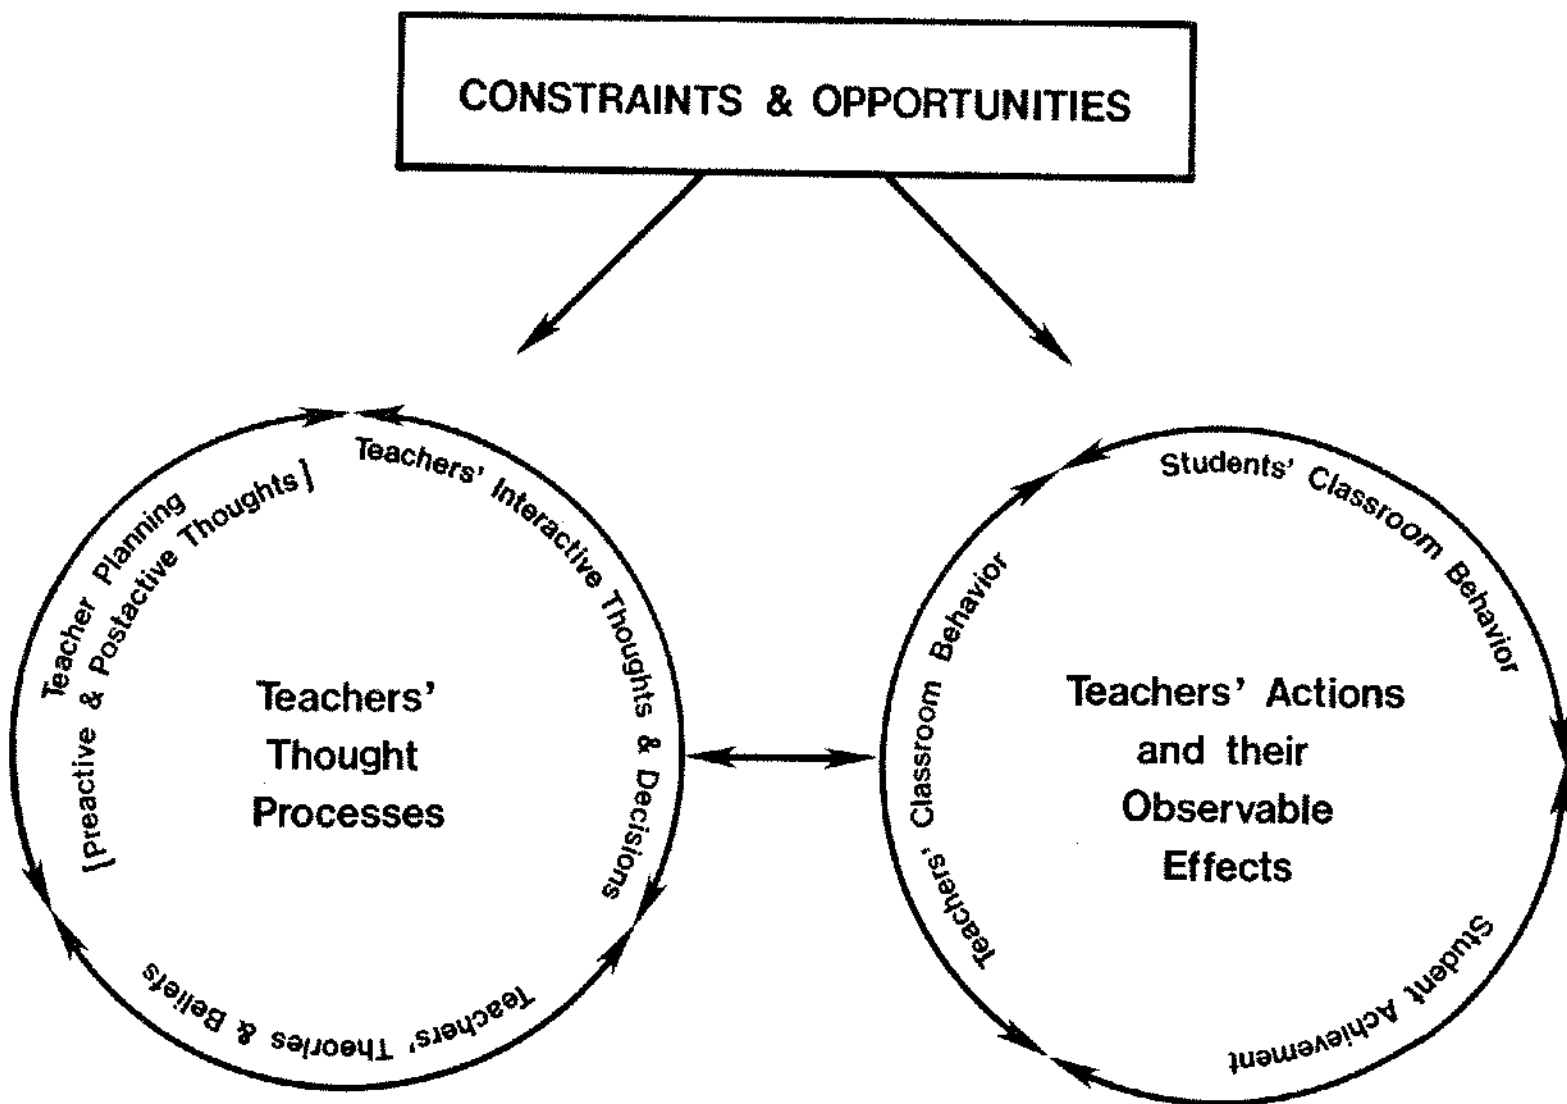 CONSTRAINTS & OPPORTUNITIES
Teacher Planning
[Preactive & Postactive Thoughts]
Teachers' Interactive Thoughts & Decisions
Teachers' Theories & Beliefs
Teachers'
Thought
Processes
Teachers' Classroom Behavior
Students' Classroom Behavior
Student Achievement
Teachers' Actions
and their
Observable
Effects